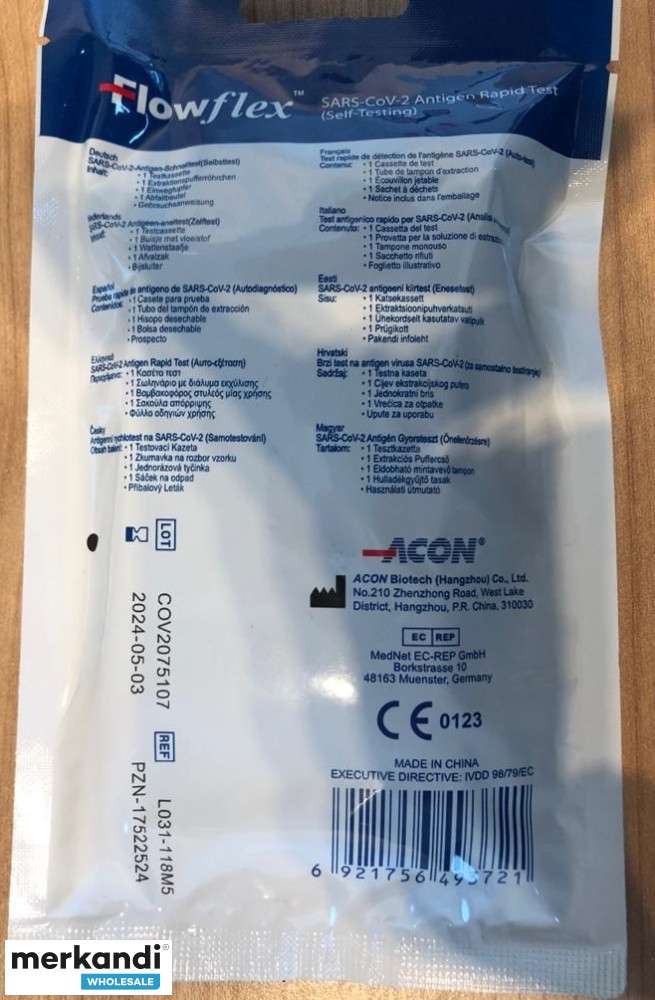 Flowflex™
SARS-CoV-2 Antigen Rapid Test
(Self-Testing)
Deutsch
SARS-CoV-2-Antigen-Schnelltest(Selbsttest)
Inhalt:
• 1 Testkassette
• 1 Extraktionspufferröhrchen
• 1 Einwegtupfer
• 1 Abfallbeutel
• Gebrauchsanweisung
Nederlands
• 1 Testcassette
• 1 Buisje met vloeistof
• 1 Wattenstaafje
• 1 Afvalzak
• Bijsluiter
Español
Prueba rápida de antígeno de SARS-CoV-2 (Autodiagnóstico)
Contenidos:
• 1 Casete para prueba
• 1 Tubo del tampón de extracción
• 1 Hisopo desechable
• 1 Bolsa desechable
• Prospecto
Ελληνικά
SARS-CoV-2 Antigen Rapid Test (Αυτο-εξέταση)
Περιεχόμενο:
• 1 Κασέτα τεστ
• 1 Σωληνάριο με διάλυμα εκχύλισης
• 1 Βαμβακοφόρος στυλεός μίας χρήσης
• 1 Σακούλα απόρριψης
• Φύλλο οδηγιών χρήσης
Česky
Antigenní rychlotest na SARS-CoV-2 (Samotestování)
Obsah balení:
• 1 Testovací Kazeta
• 1 Zkumavka na rozbor vzorku
• 1 Jednorázová tyčinka
• 1 Sáček na odpad
• Příbalový Leták
Français
Test rapide de détection de l'antigène SARS-CoV-2 (Auto-test)
Contenu:
• 1 Cassette de test
• 1 Tube de tampon d'extraction
• 1 Écouvillon jetable
• 1 Sachet à déchets
• Notice inclus dans l'emballage
Italiano
Test antigenico rapido per SARS-CoV-2
Contenuto:
• 1 Cassetta del test
• 1 Provetta per la soluzione di estrazione
• 1 Tampone monouso
• 1 Sacchetto rifiuti
• Foglietto illustrativo
Eesti
SARS-CoV-2 antigeeni kiirtest (Enesetest)
Sisu:
• 1 Katsekassett
• 1 Ekstraktsioonipuhverkatsuti
• 1 Ühekordselt kasutatav vatipulk
• 1 Prügikott
• Pakendi infoleht
Hrvatski
Brzi test na antigen virusa SARS-CoV-2 (za samostalno testiranje)
Sadržaj:
• 1 Testna kaseta
• 1 Cijev ekstrakcijskog pufera
• 1 Jednokratni bris
• 1 Vrećica za otpatke
• Upute za uporabu
Magyar
SARS-CoV-2 Antigén Gyorsteszt (Önellenőrzésre)
Tartalom:
• 1 Tesztkazetta
• 1 Extrakciós Puffercső
• 1 Eldobható mintavevő tampon
• 1 Hulladékgyűjtő tasak
• Használati útmutató
LOT
COV2075107
2024-05-03
REF
L031-118M5
PZN-17522524
ACON®
ACON Biotech (Hangzhou) Co., Ltd.
No.210 Zhenzhong Road, West Lake
District, Hangzhou, P.R. China, 310030
EC REP
MedNet EC-REP GmbH
Borkstrasse 10
48163 Muenster, Germany
CE 0123
MADE IN CHINA
EXECUTIVE DIRECTIVE: IVDD 98/79/EC
6 921756 495721
merkandi
WHOLESALE